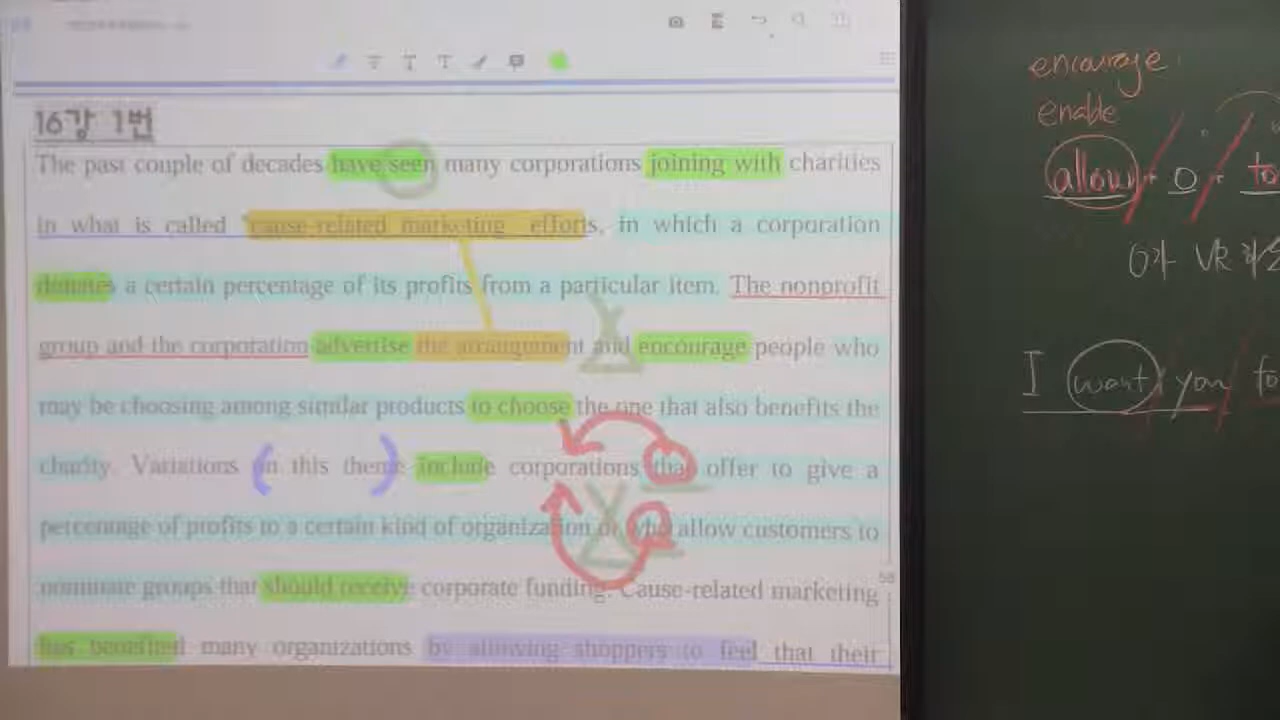 16강 1번
The past couple of decades have seen many corporations joining with charities
in what is called cause-related marketing efforts, in which a corporation
donates a certain percentage of its profits from a particular item. The nonprofit
group and the corporation advertise the arrangement and encourage people who
may be choosing among similar products to choose the one that also benefits the
charity. Variations on this theme include corporations that offer to give a
percentage of profits to a certain kind of organization or who allow customers to
nominate groups that should receive corporate funding. Cause-related marketing
has benefited many organizations by allowing shoppers to feel that their
58
encourage
enable
allow + O + to
O가 VR
I want you to